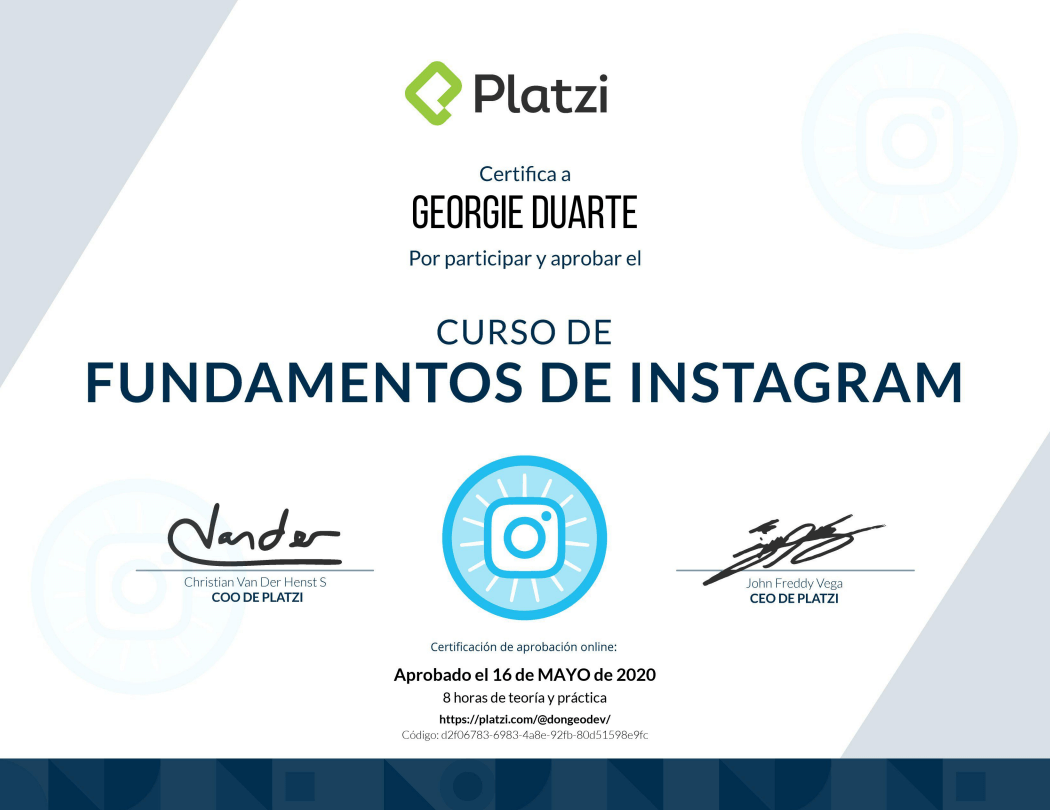 Platzi
Certifica a
GEORGIE DUARTE
Por participar y aprobar el
CURSO DE
FUNDAMENTOS DE INSTAGRAM
Vander
Christian Van Der Henst S
COO DE PLATZI
John Freddy Vega
CEO DE PLATZI
Certificación de aprobación online:
Aprobado el 16 de MAYO de 2020
8 horas de teoría y práctica
https://platzi.com/@dongeodev/
Código: d2f06783-6983-4a8e-92fb-80d51598e9fc